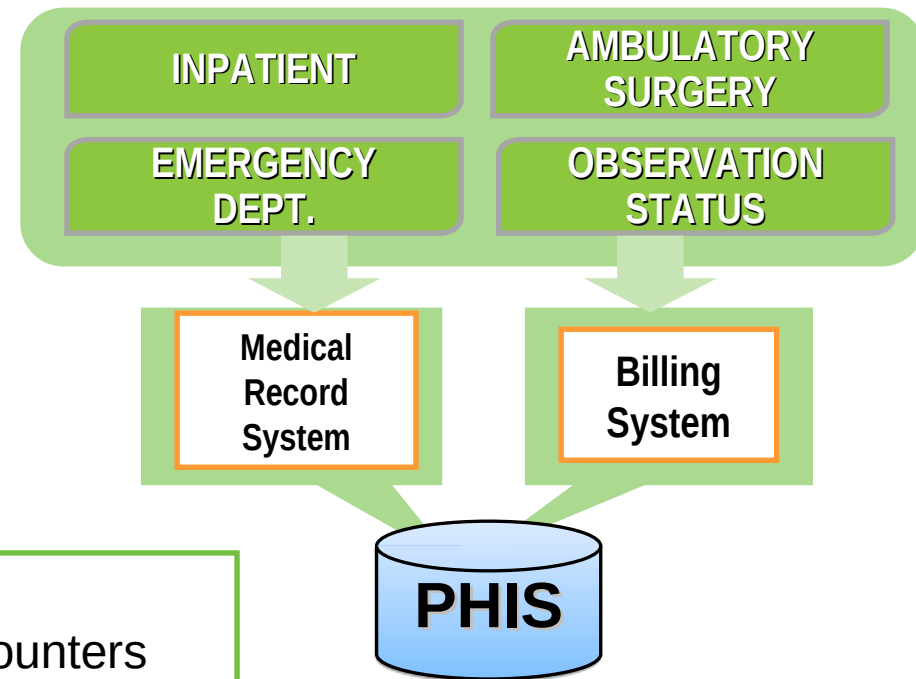 INPATIENT
AMBULATORY
SURGERY
EMERGENCY
DEPT.
OBSERVATION
STATUS
Medical
Record
System
Billing
System
PHIS